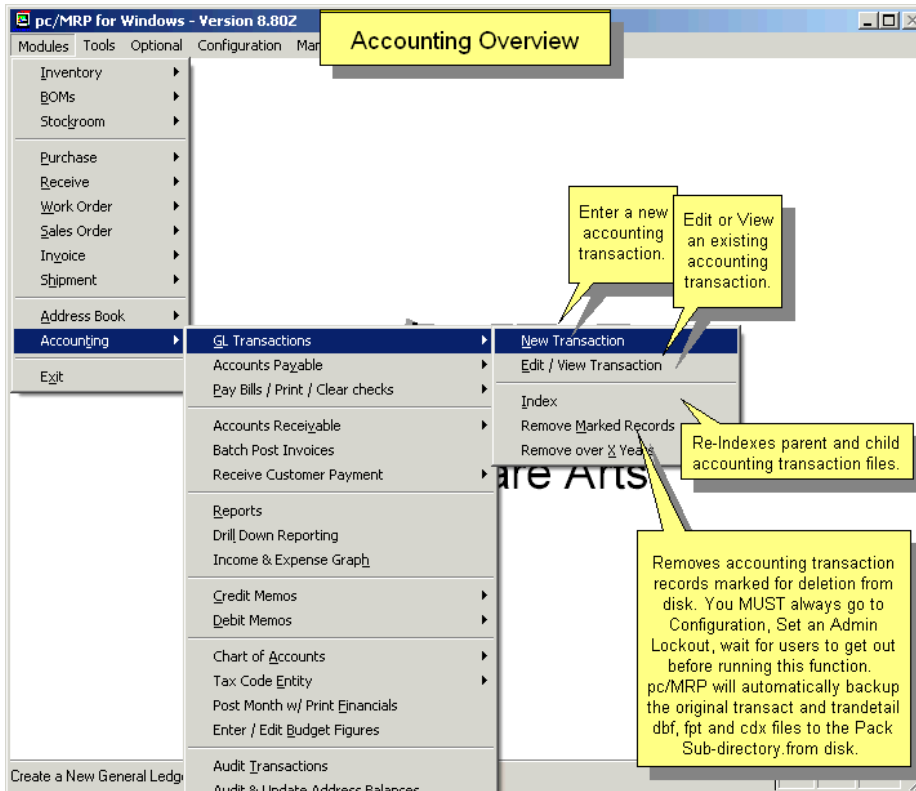 pc/MRP for Windows - Version 8.80Z
Accounting Overview
Modules Tools Optional Configuration
Inventory
BOMs
Stockroom
Purchase
Receive
Work Order
Sales Order
Invoice
Shipment
Address Book
Accounting
Exit
GL Transactions
Accounts Payable
Pay Bills / Print / Clear checks
Accounts Receivable
Batch Post Invoices
Receive Customer Payment
Reports
Drill Down Reporting
Income & Expense Graph
Credit Memos
Debit Memos
Chart of Accounts
Tax Code Entity
Post Month w/ Print Financials
Enter / Edit Budget Figures
Audit Transactions
Audit & Update Address Balances
New Transaction
Edit / View Transaction
Index
Remove Marked Records
Remove over X Years
Enter a new
accounting
transaction.
Edit or View
an existing
accounting
transaction.
Re-Indexes parent and child
accounting transaction files.
Arts
Removes accounting transaction
records marked for deletion from
disk. You MUST always go to
Configuration, Set an Admin
Lockout, wait for users to get out
before running this function.
pc/MRP will automatically backup
the original transact and trandetail
dbf, fpt and cdx files to the Pack
Sub-directory.from disk.
Create a New General